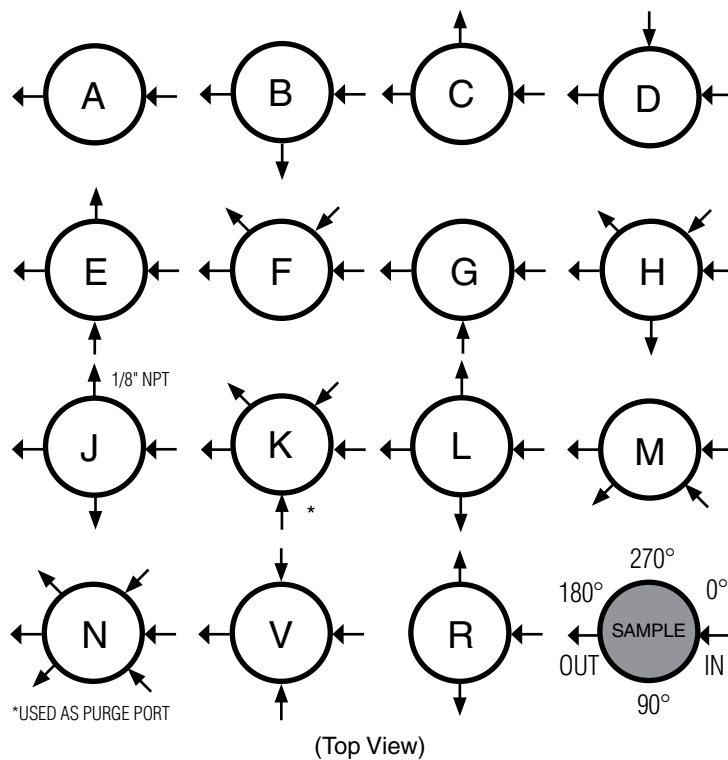 A
B
C
D
E
F
G
H
1/8" NPT
J
K
L
M
*
270°
180°
0°
N
V
R
SAMPLE
OUT
IN
*USED AS PURGE PORT
90°
(Top View)